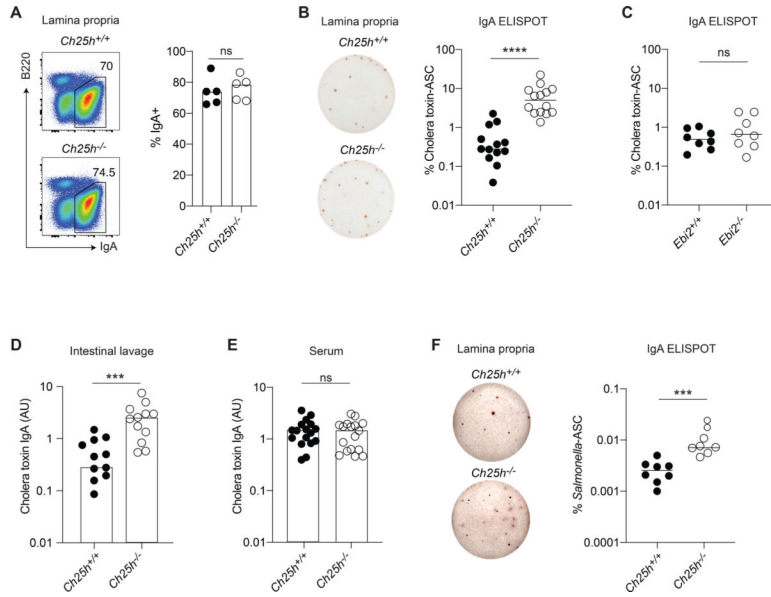 A
Lamina propria
Ch25h+/+
70
Ch25h-/-
74.5
B220
IgA
ns
% IgA+
100
80
60
40
20
0
Ch25h+/+
Ch25h-/-
B
Lamina propria
Ch25h+/+
Ch25h-/-
IgA ELISPOT
****
% Cholera toxin-ASC
100
10
1
0.1
0.01
Ch25h+/+
Ch25h-/-
C
IgA ELISPOT
ns
% Cholera toxin-ASC
100
10
1
0.1
0.01
Ebi2+/+
Ebi2-/-
D
Intestinal lavage
***
Cholera toxin IgA (AU)
10
1
0.1
0.01
Ch25h+/+
Ch25h-/-
E
Serum
ns
Cholera toxin IgA (AU)
10
1
0.1
0.01
Ch25h+/+
Ch25h-/-
F
Lamina propria
Ch25h+/+
Ch25h-/-
IgA ELISPOT
***
% Salmonella-ASC
0.1
0.01
0.001
0.0001
Ch25h+/+
Ch25h-/-